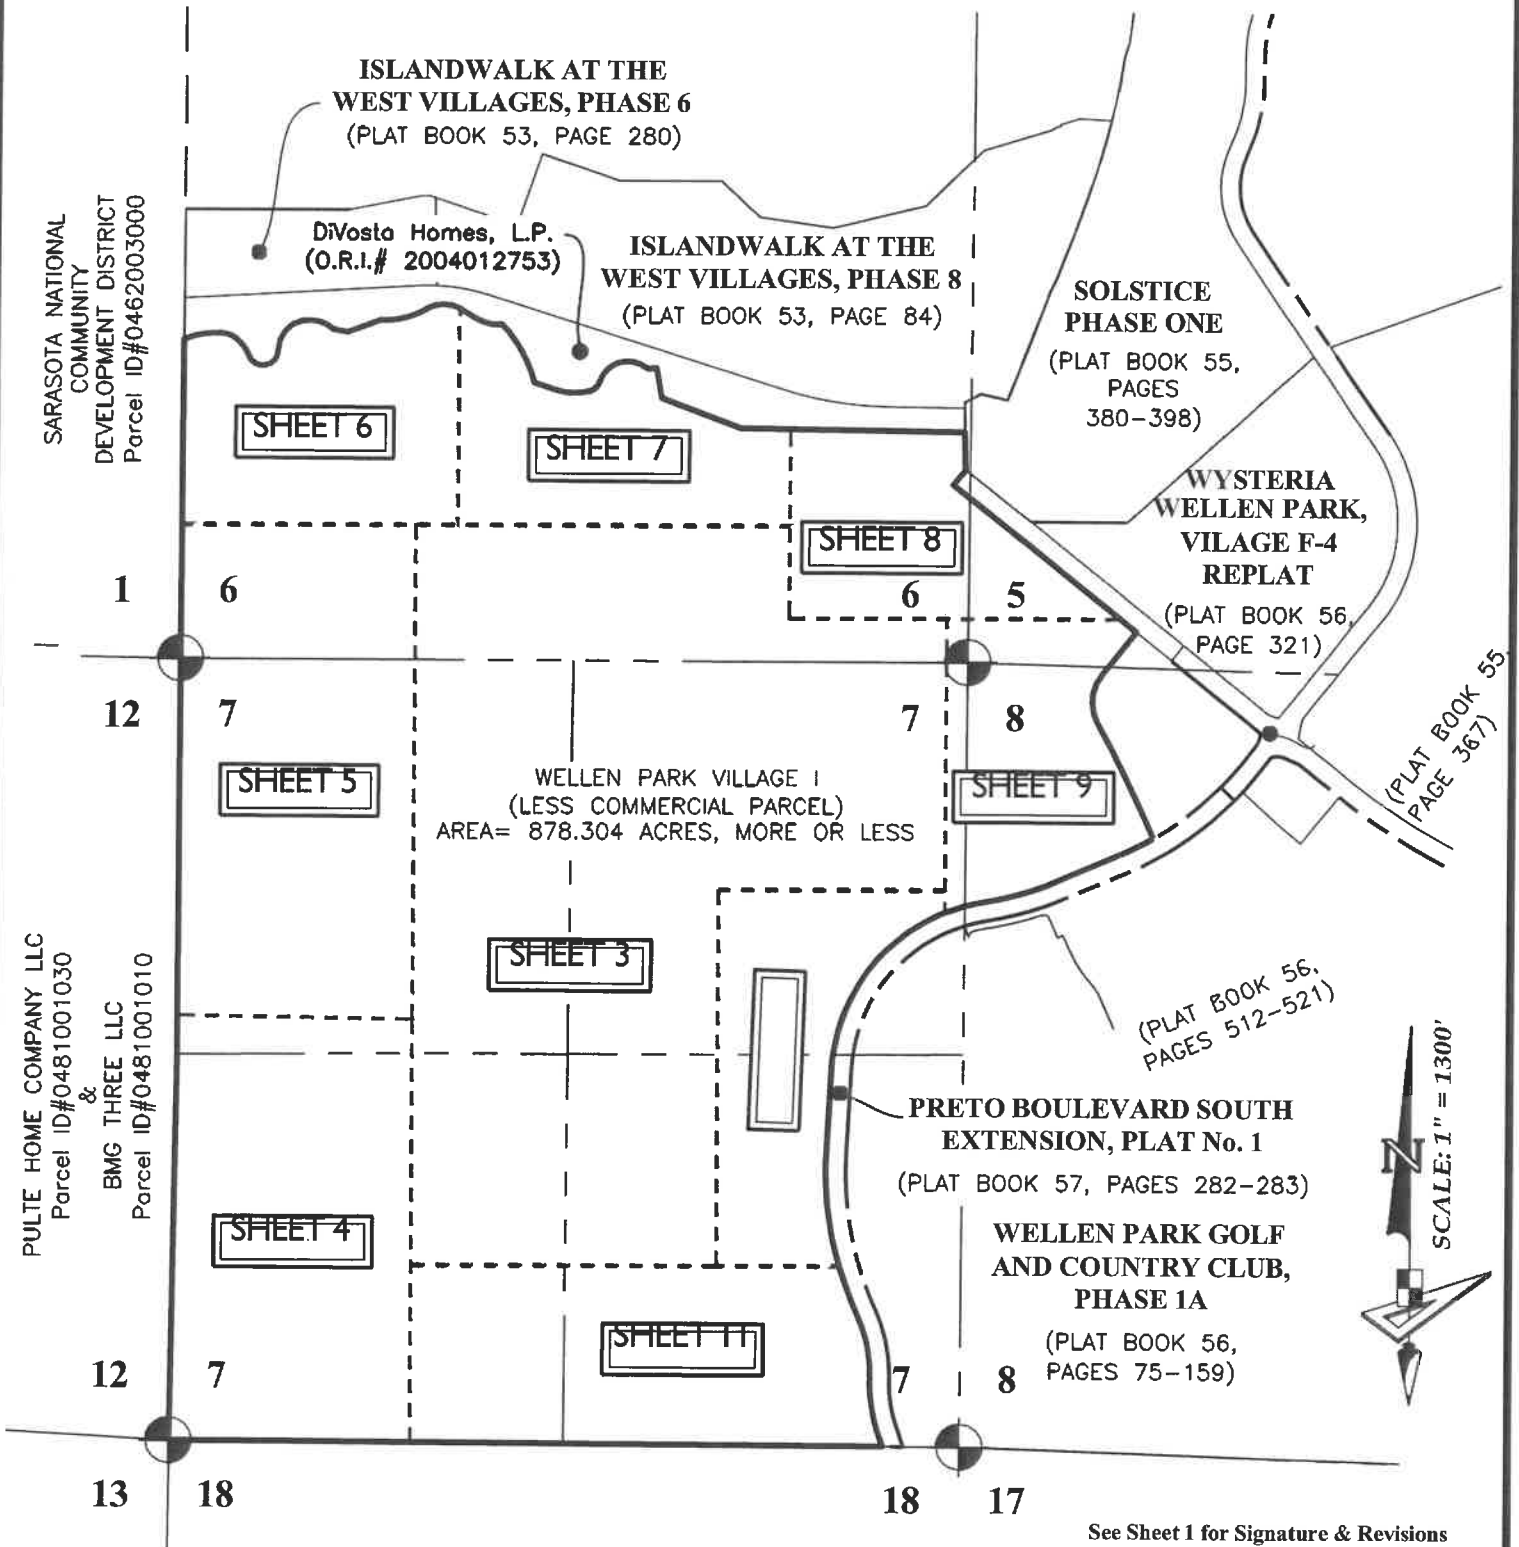 ISLANDWALK AT THE
WEST VILLAGES, PHASE 6
(PLAT BOOK 53, PAGE 280)
DiVosta Homes, L.P.
(O.R.I.# 2004012753)
ISLANDWALK AT THE
WEST VILLAGES, PHASE 8
(PLAT BOOK 53, PAGE 84)
SOLSTICE
PHASE ONE
(PLAT BOOK 55,
PAGES
380-398)
SARASOTA NATIONAL
COMMUNITY
DEVELOPMENT DISTRICT
Parcel ID#0462003000
SHEET 6
SHEET 7
WYSTERIA
WELLEN PARK,
VILAGE F-4
REPLAT
(PLAT BOOK 56,
PAGE 321)
SHEET 8
1
6
6
5
12
7
7
8
(PLAT BOOK 55,
PAGE 367)
SHEET 5
WELLEN PARK VILLAGE I
(LESS COMMERCIAL PARCEL)
AREA= 878.304 ACRES, MORE OR LESS
SHEET 9
SHEET 3
PULTE HOME COMPANY LLC
Parcel ID#0481001030
&
BMG THREE LLC
Parcel ID#0481001010
(PLAT BOOK 56,
PAGES 512-521)
PRETO BOULEVARD SOUTH
EXTENSION, PLAT No. 1
(PLAT BOOK 57, PAGES 282-283)
N
SCALE: 1" = 1300'
SHEET 4
WELLEN PARK GOLF
AND COUNTRY CLUB,
PHASE 1A
(PLAT BOOK 56,
PAGES 75-159)
SHEET 11
12
7
7
8
13
18
18
17
See Sheet 1 for Signature & Revisions